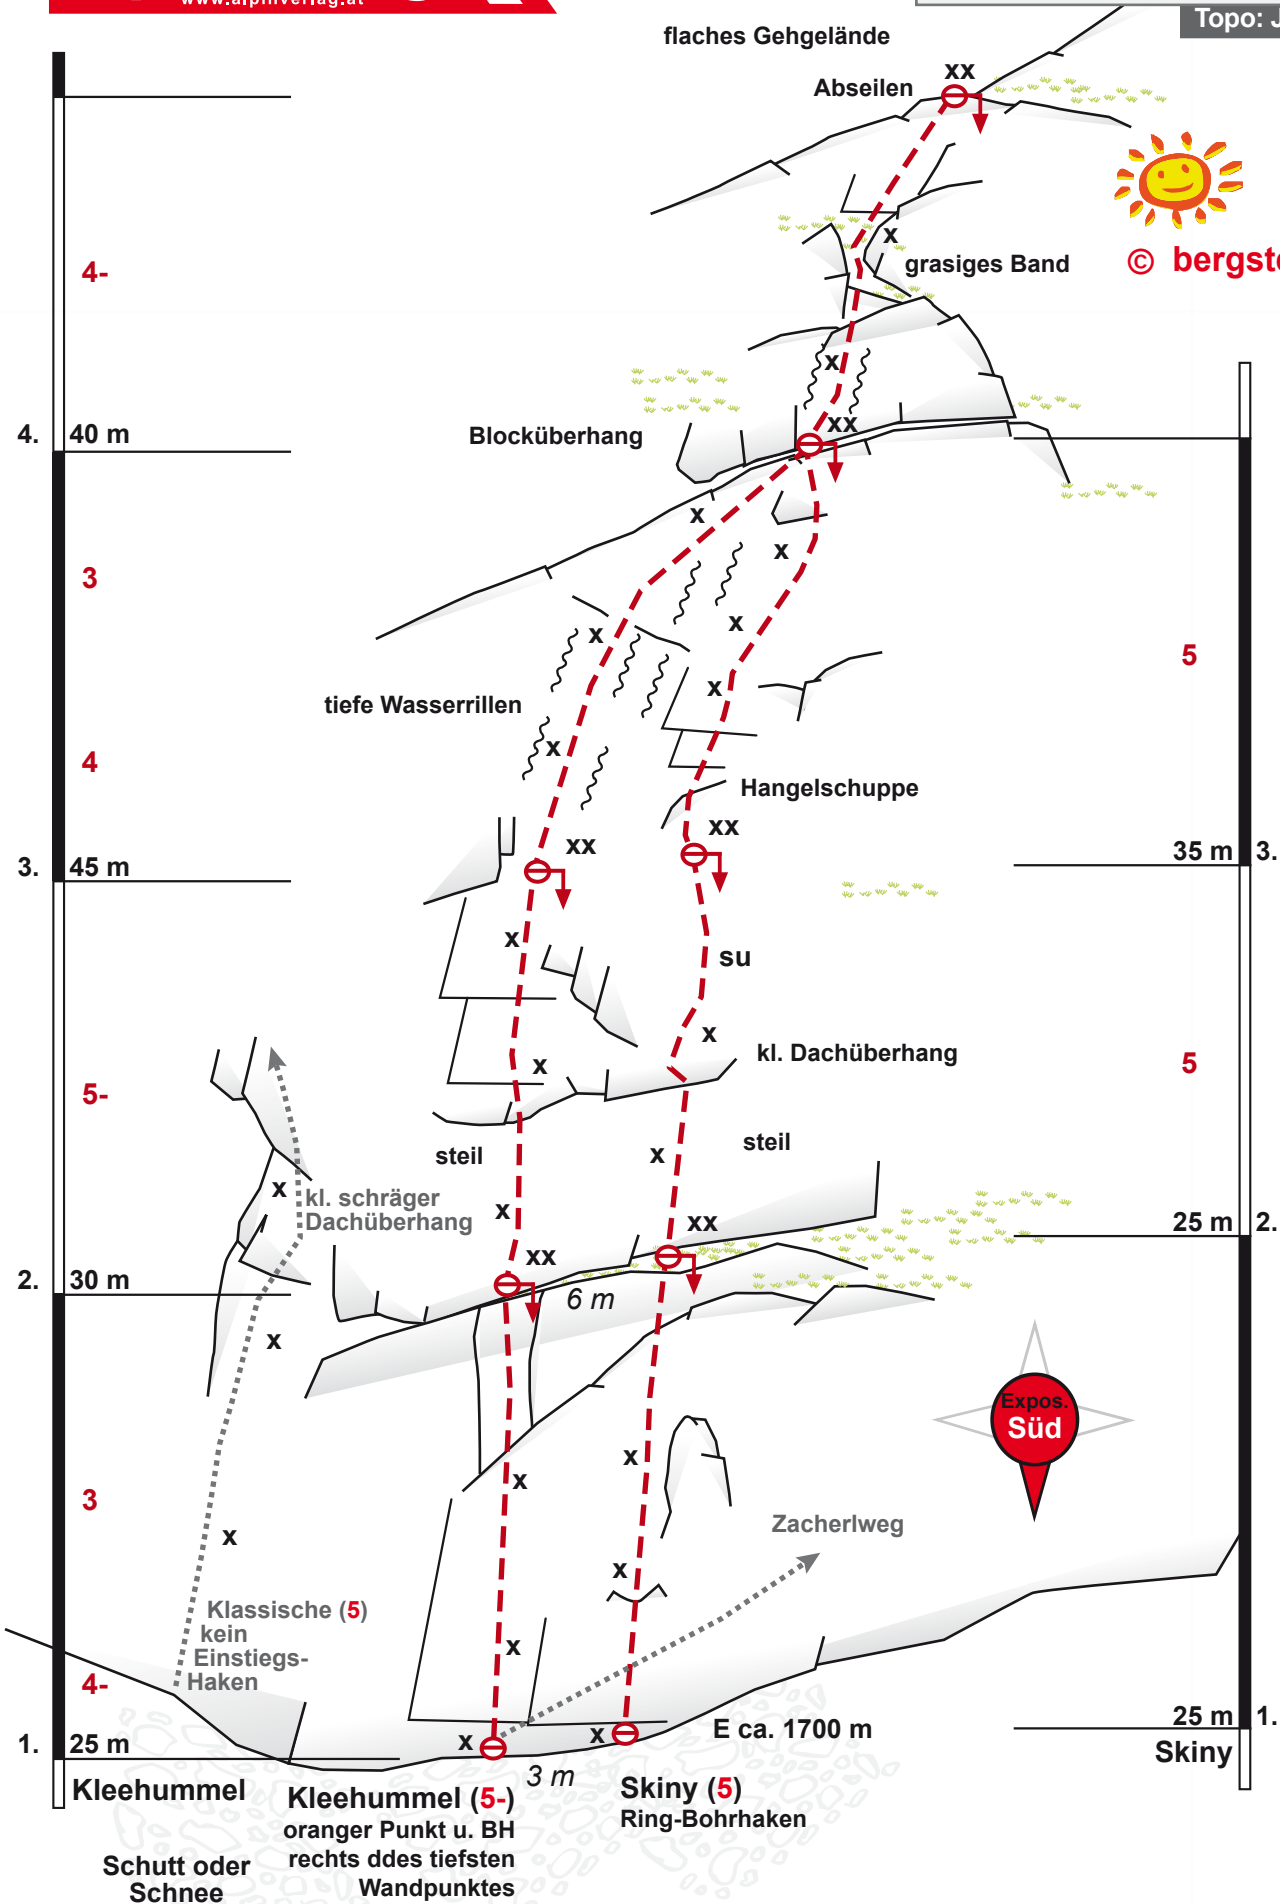 www.alpinverlag.at
Topo: J
flaches Gehgelände
xx
Abseilen
x
grasiges Band
© bergste
4-
x
xx
4.
40 m
Blocküberhang
x
x
3
x
x
5
x
tiefe Wasserrillen
x
4
Hangelschuppe
xx
xx
3.
45 m
35 m
3.
x
su
x
x
kl. Dachüberhang
5
5-
steil
x
steil
x
kl. schräger
Dachüberhang
x
xx
25 m
2.
xx
2.
30 m
6 m
x
Expos.
Süd
x
x
3
Zacherlweg
x
x
Klassische (5)
kein
Einstiegs-
Haken
x
4-
25 m
1.
x
x
E ca. 1700 m
1.
25 m
Skiny
3 m
Kleehummel
Kleehummel (5-)
oranger Punkt u. BH
rechts ddes tiefsten
Wandpunktes
Skiny (5)
Ring-Bohrhaken
Schutt oder
Schnee